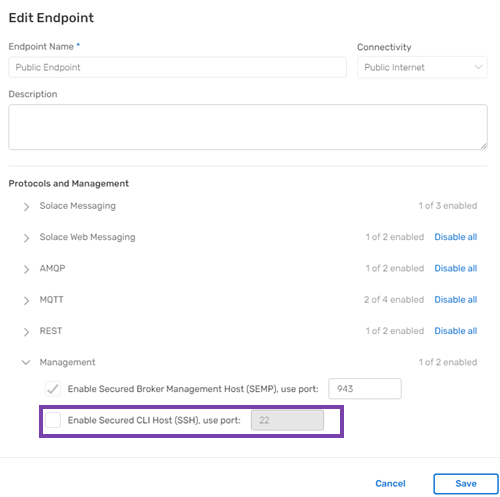 Edit Endpoint
Endpoint Name *
Connectivity
Public Endpoint
Public Internet
Description
Protocols and Management
Solace Messaging 1 of 3 enabled
Solace Web Messaging 1 of 2 enabled Disable all
AMQP 1 of 2 enabled Disable all
MQTT 2 of 4 enabled Disable all
REST 1 of 2 enabled Disable all
Management 1 of 2 enabled
Enable Secured Broker Management Host (SEMP), use port: 943
Enable Secured CLI Host (SSH), use port: 22
Cancel Save